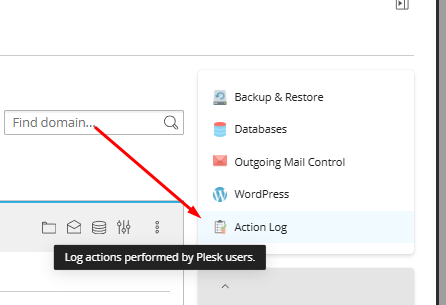 Backup & Restore
Find domain...
Databases
Outgoing Mail Control
WordPress
Action Log
Log actions performed by Plesk users.